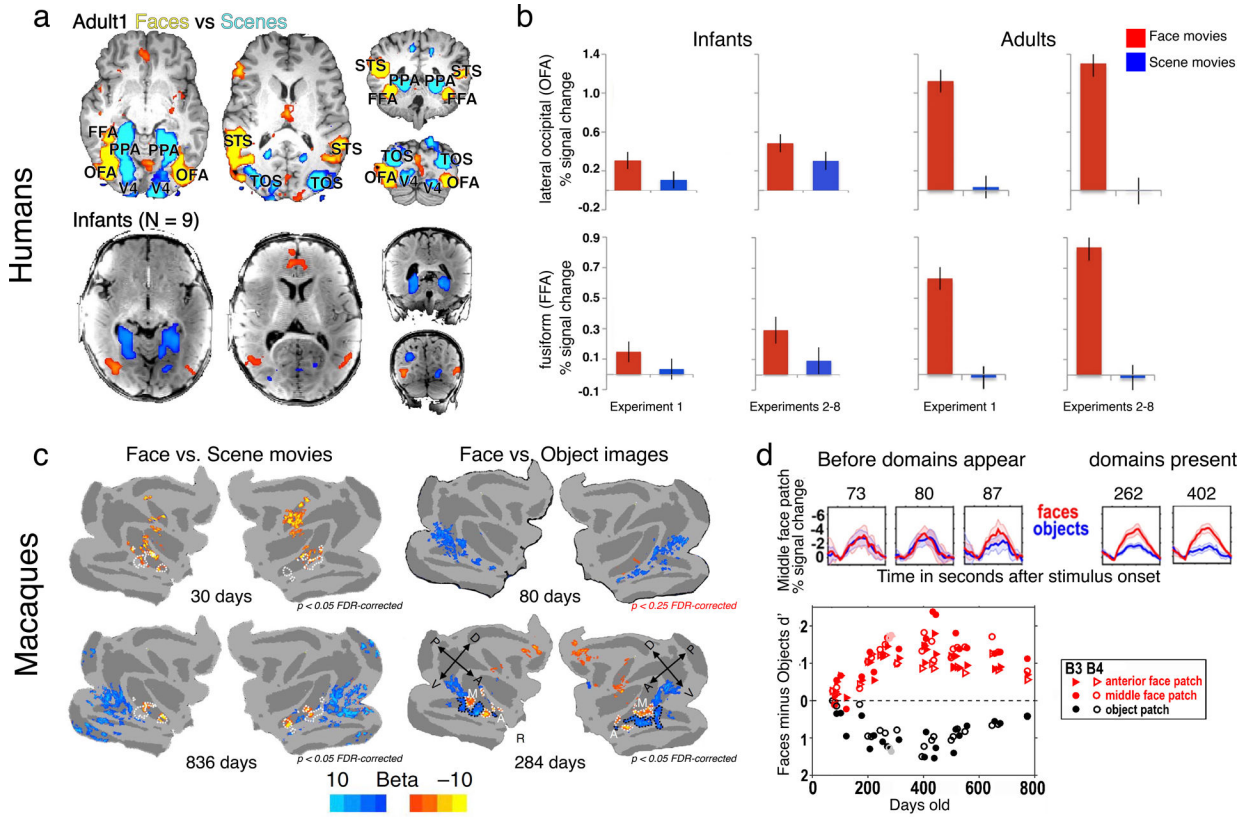 a
Adult1 Faces vs Scenes
FFA
PPA
PPA
OFA
V4
V4
OFA
STS
STS
TOS
TOS
STS
PPA
PPA
STS
FFA
FFA
TOS
TOS
OFA
V4
V4
OFA
Infants (N = 9)
Humans
b
Infants
Adults
Face movies
Scene movies
lateral occipital (OFA)
% signal change
1.4
1.0
0.6
0.2
-0.2
fusiform (FFA)
% signal change
0.9
0.7
0.5
0.3
0.1
-0.1
Experiment 1
Experiments 2-8
Experiment 1
Experiments 2-8
Macaques
c
Face vs. Scene movies
Face vs. Object images
30 days
p < 0.05 FDR-corrected
80 days
p < 0.25 FDR-corrected
P
D
V
A
M
A
R
D
P
A
V
M
A
836 days
p < 0.05 FDR-corrected
284 days
p < 0.05 FDR-corrected
10 Beta −10
d
Before domains appear
domains present
73
80
87
262
402
faces
objects
Middle face patch
% signal change
-6
-4
-2
0
Time in seconds after stimulus onset
Faces minus Objects d'
2
1
0
1
2
0
200
400
600
800
Days old
B3 B4
anterior face patch
middle face patch
object patch